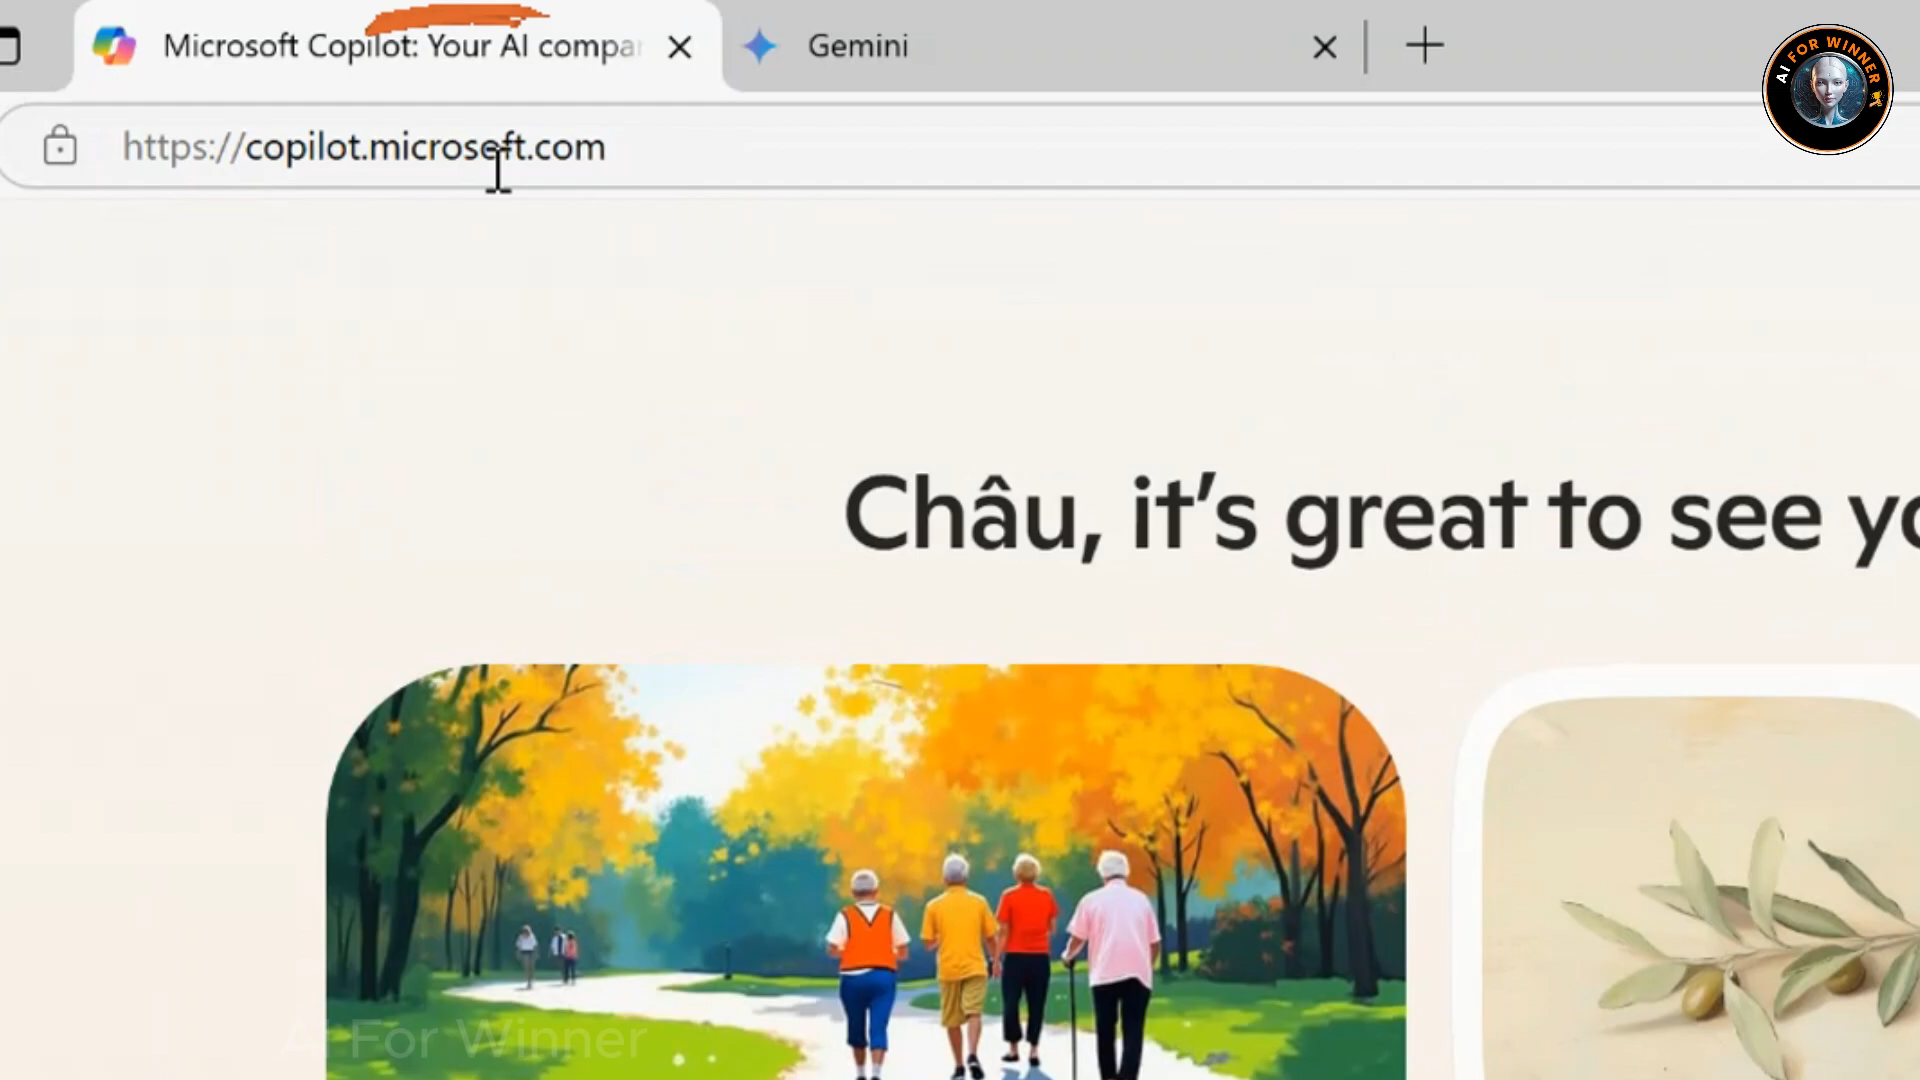 Microsoft Copilot: Your AI compa
Gemini
AI FOR WINNER
https://copilot.microsoft.com
Châu, it's great to see yo
Ai For Winner